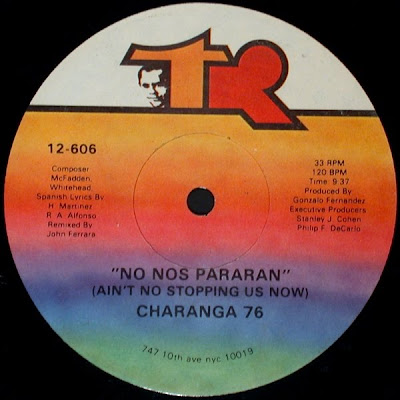 TR
12-606
Composer
McFadden,
Whitehead,
Spanish Lyrics By
H. Martinez
R. A. Alfonso
Remixed By
John Ferrara
33 RPM
120 BPM
Time: 9:37
Produced By
Gonzalo Fernandez
Executive Producers
Stanley J. Cohen
Philip F. DeCarlo
"NO NOS PARARAN"
(AIN'T NO STOPPING US NOW)
CHARANGA 76
747 10th ave nyc 10019